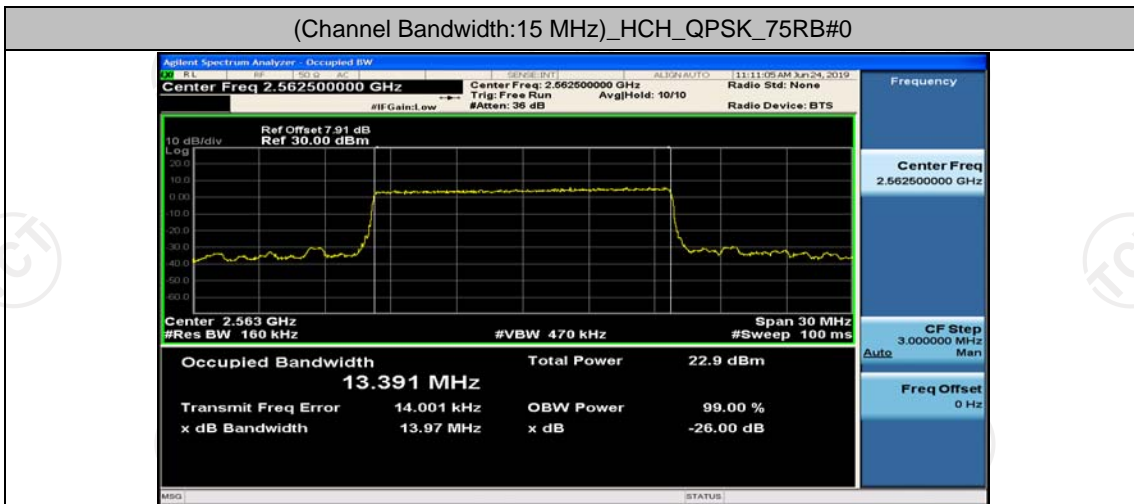 (Channel Bandwidth:15 MHz)_HCH_QPSK_75RB#0
Agilent Spectrum Analyzer - Occupied BW
RL RF 50 Ω AC SENSE:INT ALIGN AUTO 11:11:05 AM Jun 24, 2019
Center Freq 2.562500000 GHz
Center Freq: 2.562500000 GHz
Radio Std: None
Trig: Free Run Avg|Hold: 10/10
#IFGain:Low #Atten: 36 dB Radio Device: BTS
Ref Offset 7.91 dB
10 dB/div Ref 30.00 dBm
Log
20.0
10.0
0.00
-10.0
-20.0
-30.0
-40.0
-50.0
-60.0
Center 2.563 GHz Span 30 MHz
#Res BW 160 kHz #VBW 470 kHz #Sweep 100 ms
Occupied Bandwidth Total Power 22.9 dBm
13.391 MHz
Transmit Freq Error 14.001 kHz OBW Power 99.00 %
x dB Bandwidth 13.97 MHz x dB -26.00 dB
MSG STATUS
Frequency
Center Freq
2.562500000 GHz
CF Step
3.000000 MHz
Auto Man
Freq Offset
0 Hz
TCT